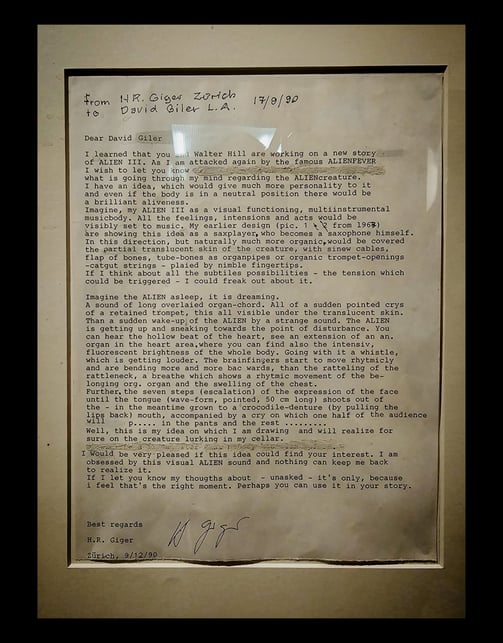 from H.R. Giger Zürich 17/9/90
to David Giler L.A.
Dear David Giler
I learned that you and Walter Hill are working on a new story
of ALIEN III. As I am attacked again by the famous ALIENFEVER
I wish to let you know
what is going through my mind regarding the ALIENcreature.
I have an idea, which would give much more personality to it
and even if the body is in a neutral position there would be
a brilliant aliveness.
Imagine, my ALIEN III as a visual functioning, multiinstrumental
musicbody. All the feelings, intensions and acts would be
visibly set to music. My earlier design (pic. 1 + 2 from 1967)
are showing this idea as a saxplayer, who becomes a saxophone himself.
In this direction, but naturally much more organic, would be covered
the partial translucent skin of the creature, with sinew cables,
flap of bones, tube-bones as organpipes or organic trompet-openings
-catgut strings - plaied by nimble fingertips.
If I think about all the subtiles possibilities - the tension which
could be triggered - I could freak out about it.
Imagine the ALIEN asleep, it is dreaming.
A sound of long overlaied organ-chord. All of a sudden pointed crys
of a retained trompet, this all visible under the translucent skin.
Than a sudden wake-up of the ALIEN by a strange sound. The ALIEN
is getting up and sneaking towards the point of disturbance. You
can hear the hollow beat of the heart, see an extension of an an.
organ in the heart area, where you can find also the intensiv,
fluorescent brightness of the whole body. Going with it a whistle,
which is getting louder. The brainfingers start to move rhytmicly
and are bending more and more bac wards, than the rattling of the
rattleneck, a breathe which shows a rhytmic movement of the be-
longing org. organ and the swelling of the chest.
Further, the seven steps (escalation) of the expression of the face
until the tongue (wave-form, pointed, 50 cm long) shoots out of
the - in the meantime grown to a crocodile-denture (by pulling the
lips back) mouth, accompanied by a cry on which one half of the audience
will p..... in the pants and the rest .........
Well, this is my idea on which I am drawing and will realize for
sure on the creature lurking in my cellar.
I Would be very pleased if this idea could find your interest. I am
obsessed by this visual ALIEN sound and nothing can keep me back
to realize it.
If I let you know my thougths about - unasked - it's only, because
i feel that's the right moment. Perhaps you can use it in your story.
Best regards
H R Giger
H.R. Giger
Zürich, 9/12/90